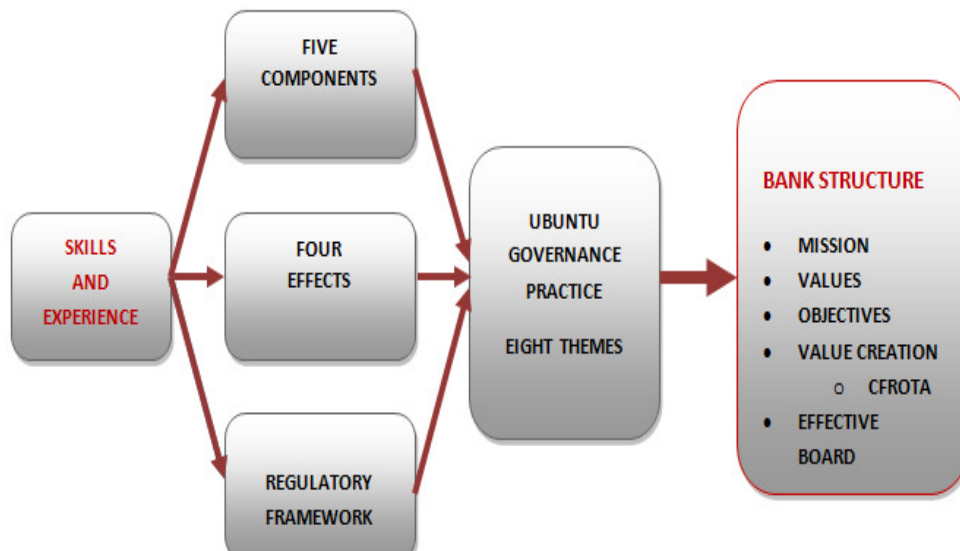 FIVE
COMPONENTS
SKILLS
AND
EXPERIENCE
FOUR
EFFECTS
REGULATORY
FRAMEWORK
UBUNTU
GOVERNANCE
PRACTICE
EIGHT THEMES
BANK STRUCTURE
• MISSION
• VALUES
• OBJECTIVES
• VALUE CREATION
o CFROTA
• EFFECTIVE
BOARD